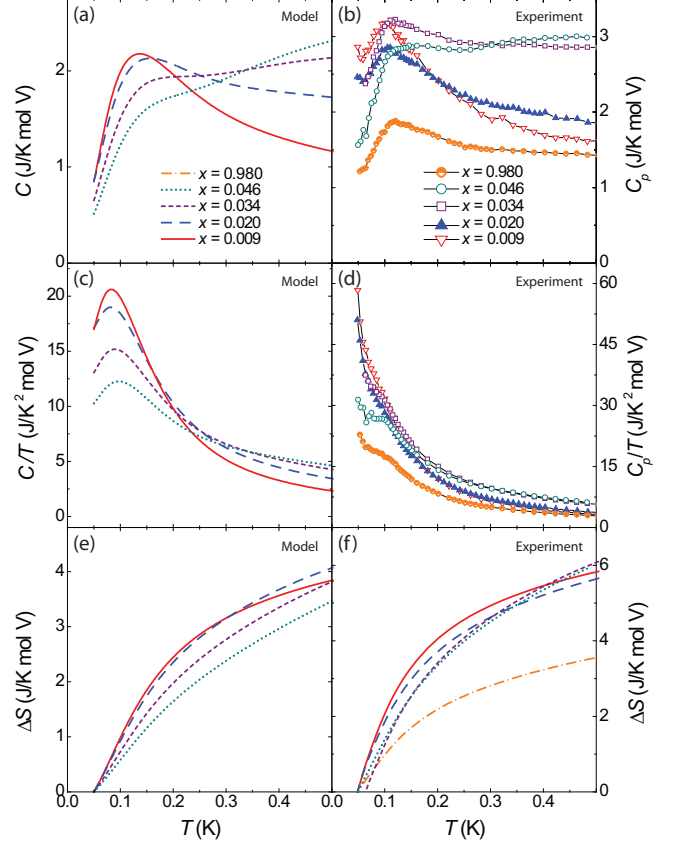 (a) Model
C (J/K mol V)
2
1
0
x = 0.980
x = 0.046
x = 0.034
x = 0.020
x = 0.009
(b) Experiment
Cp (J/K mol V)
3
2
1
0
x = 0.980
x = 0.046
x = 0.034
x = 0.020
x = 0.009
(c) Model
C/T (J/K² mol V)
20
15
10
5
0
(d) Experiment
Cp/T (J/K² mol V)
60
45
30
15
0
(e) Model
ΔS (J/K mol V)
4
3
2
1
0
0.0 0.1 0.2 0.3 0.4 0.0
T (K)
(f) Experiment
ΔS (J/K mol V)
6
4
2
0
0.1 0.2 0.3 0.4
T (K)